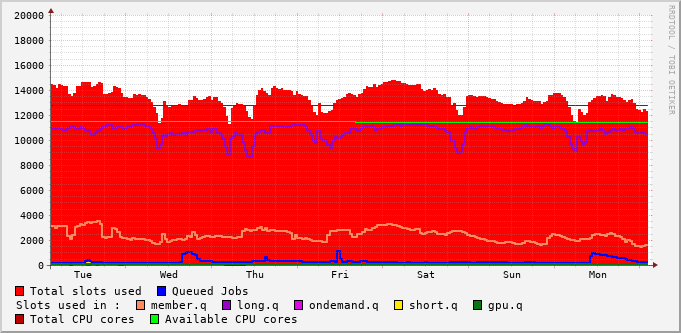 RRDTOOL / TOBI OETIKER
20000
18000
16000
14000
12000
10000
8000
6000
4000
2000
0
Tue Wed Thu Fri Sat Sun Mon
Total slots used Queued Jobs
Slots used in : member.q long.q ondemand.q short.q gpu.q
Total CPU cores Available CPU cores